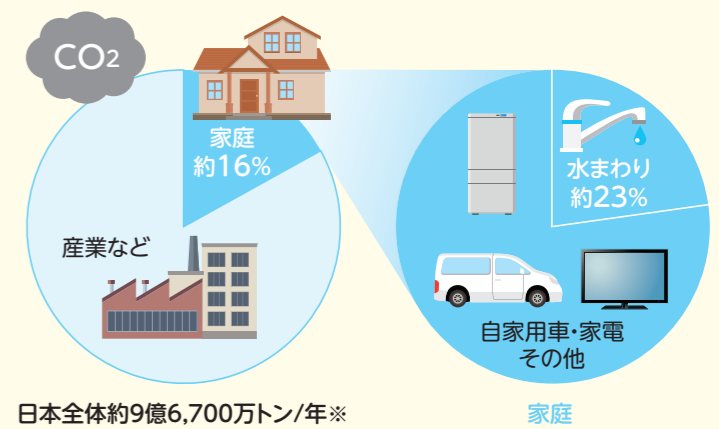 CO2
家庭
約16%
産業など
水まわり
約23%
自家用車・家電
その他
日本全体約9億6,700万トン/年※
家庭